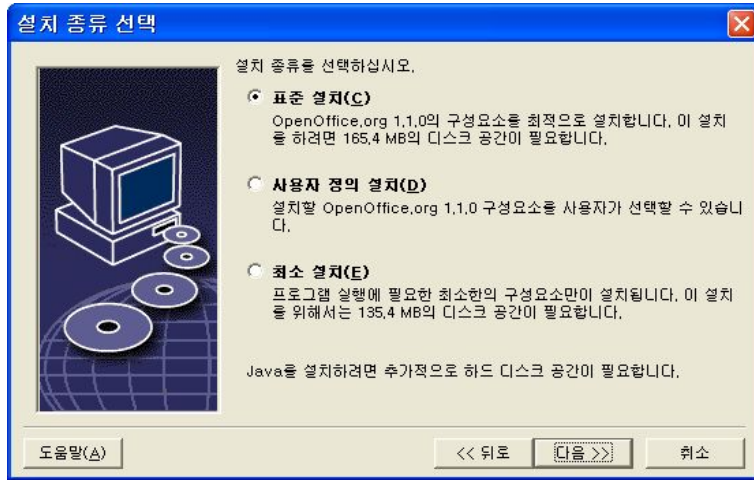 설치 종류 선택
설치 종류을 선택하십시오.
표준 설치(C)
OpenOffice.org 1.1.0의 구성요소를 최적으로 설치합니다. 이 설치
를 하려면 165.4 MB의 디스크 공간이 필요합니다.
사용자 정의 설치(D)
설치할 OpenOffice.org 1.1.0 구성요소를 사용자가 선택할 수 있습니
다.
최소 설치(E)
프로그램 실행에 필요한 최소한의 구성요소만이 설치됩니다. 이 설치
를 위해서는 135.4 MB의 디스크 공간이 필요합니다.
Java을 설치하려면 추가적으로 하드 디스크 공간이 필요합니다.
도움말(A)
<< 뒤로
다음 >>
취소